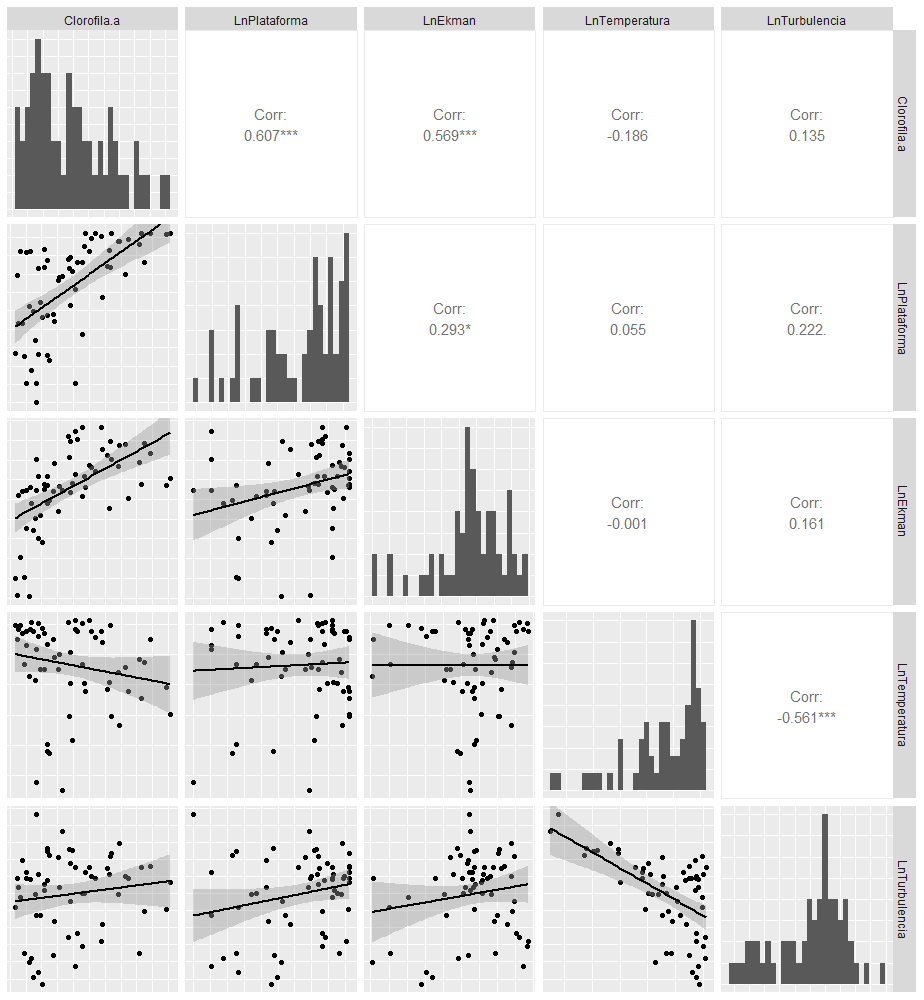 Clorofila.a
LnPlataforma
LnEkman
LnTemperatura
LnTurbulencia
Corr:
0.607***
Corr:
0.569***
Corr:
-0.186
Corr:
0.135
Clorofila.a
Corr:
0.293*
Corr:
0.055
Corr:
0.222.
LnPlataforma
Corr:
-0.001
Corr:
0.161
LnEkman
Corr:
-0.561***
LnTemperatura
LnTurbulencia